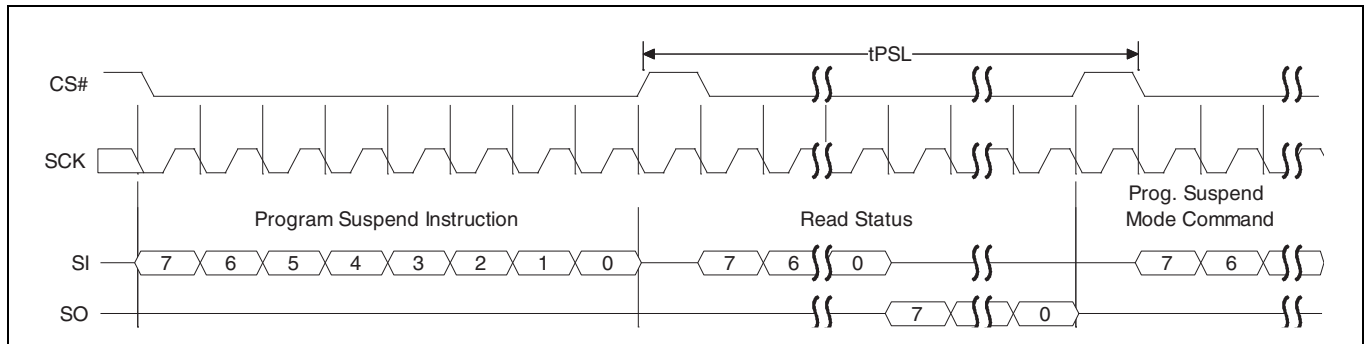 tPSL
CS#
SCK
Prog. Suspend
Program Suspend Instruction Read Status Mode Command
SI 7 6 5 4 3 2 1 0 7 6 0 7 6
SO 7 0